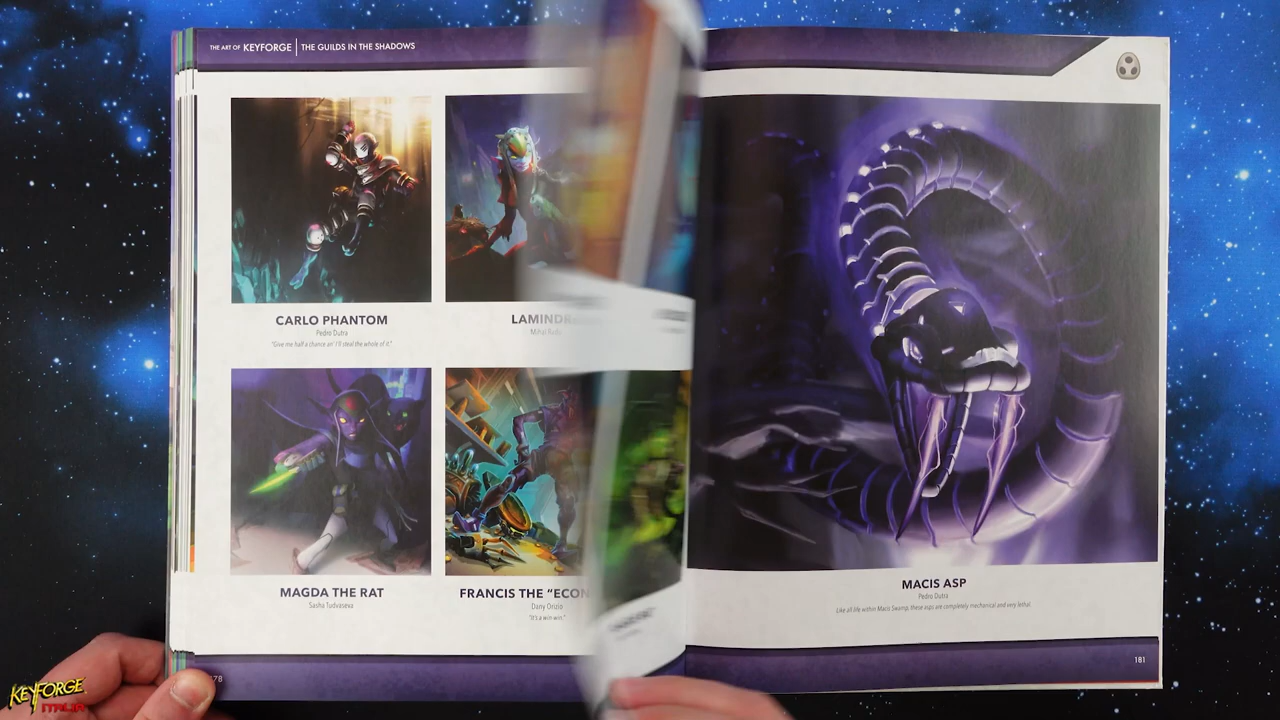 THE ART OF KEYFORGE | THE GUILDS IN THE SHADOWS
CARLO PHANTOM
Pedro Dutra
"Give me half a chance an' I'll steal the whole of it."
Mihai Radu
MAGDA THE RAT
Sasha Tudvaseva
FRANCIS THE "ECON
Dany Orizio
"It's a win win."
78
MACIS ASP
Pedro Dutra
Like all life within Macis Swamp, these asps are completely mechanical and very lethal.
181
KEYFORGE
ITALIA